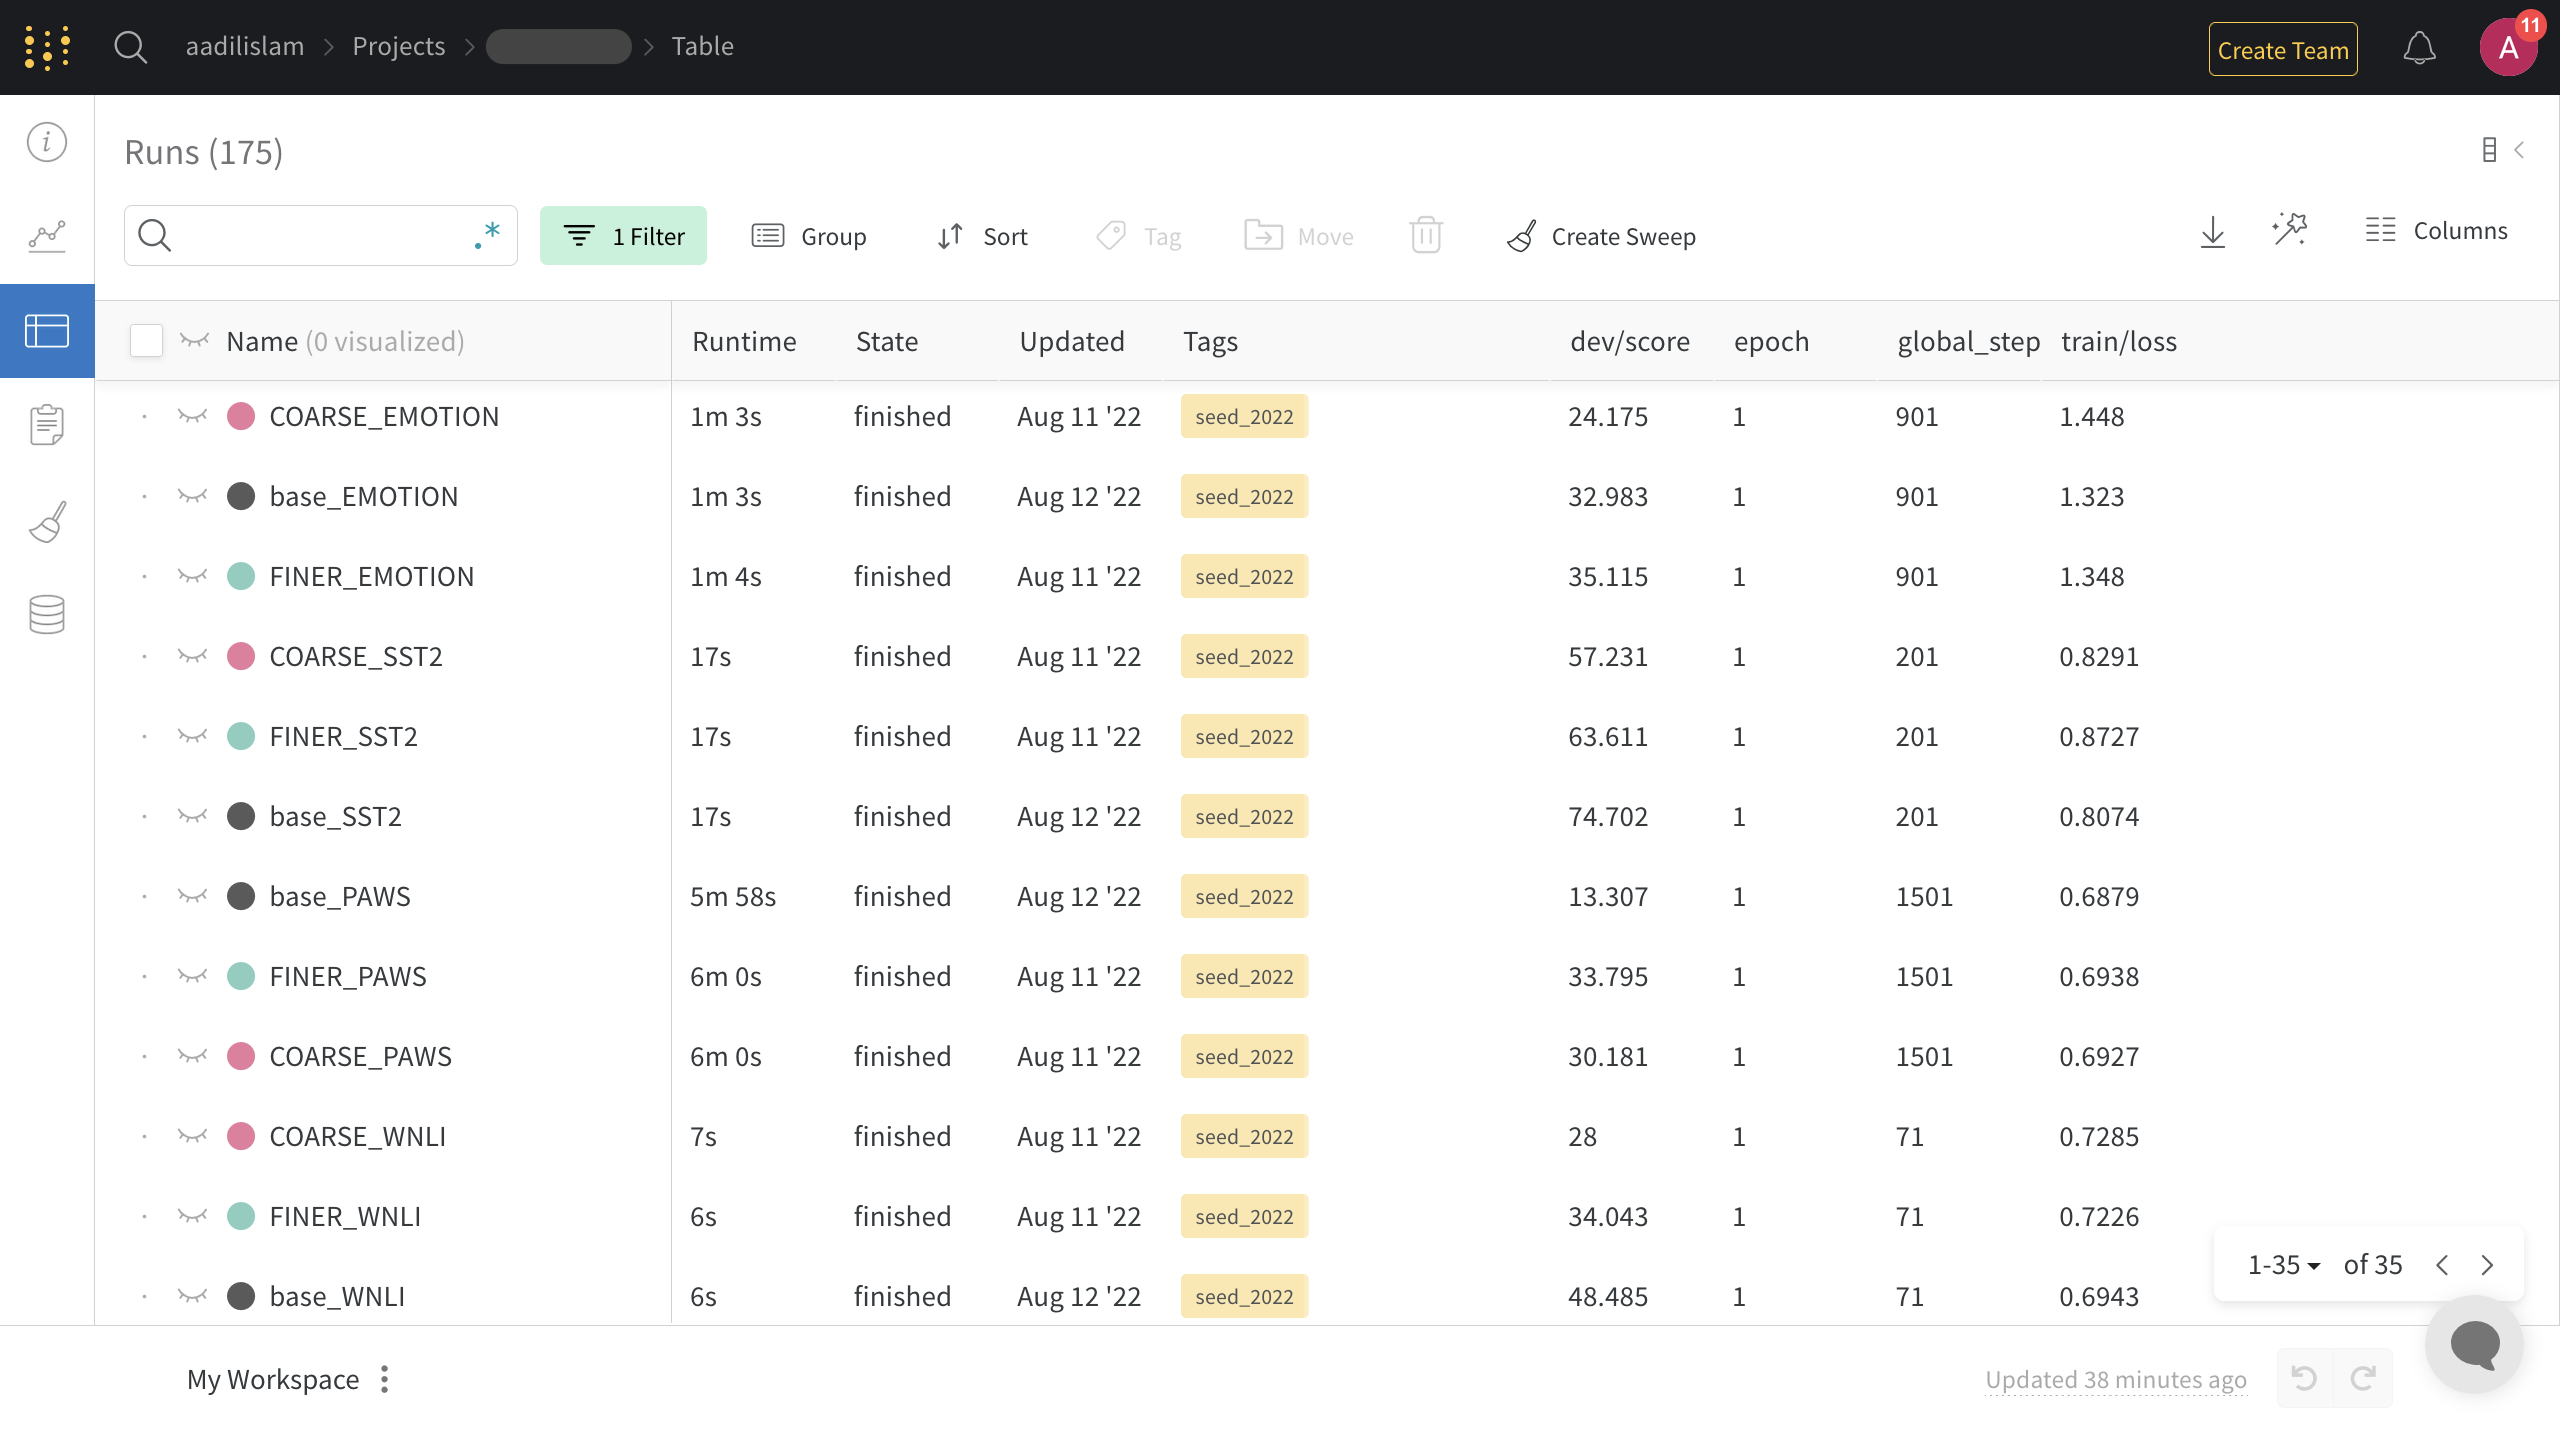 aadilislam > Projects > > Table
Create Team
A
11
Runs (175)
.*
1 Filter
Group
Sort
Tag
Move
Create Sweep
Columns
Name (0 visualized) Runtime State Updated Tags dev/score epoch global_step train/loss
COARSE_EMOTION 1m 3s finished Aug 11 '22 seed_2022 24.175 1 901 1.448
base_EMOTION 1m 3s finished Aug 12 '22 seed_2022 32.983 1 901 1.323
FINER_EMOTION 1m 4s finished Aug 11 '22 seed_2022 35.115 1 901 1.348
COARSE_SST2 17s finished Aug 11 '22 seed_2022 57.231 1 201 0.8291
FINER_SST2 17s finished Aug 11 '22 seed_2022 63.611 1 201 0.8727
base_SST2 17s finished Aug 12 '22 seed_2022 74.702 1 201 0.8074
base_PAWS 5m 58s finished Aug 12 '22 seed_2022 13.307 1 1501 0.6879
FINER_PAWS 6m 0s finished Aug 11 '22 seed_2022 33.795 1 1501 0.6938
COARSE_PAWS 6m 0s finished Aug 11 '22 seed_2022 30.181 1 1501 0.6927
COARSE_WNLI 7s finished Aug 11 '22 seed_2022 28 1 71 0.7285
FINER_WNLI 6s finished Aug 11 '22 seed_2022 34.043 1 71 0.7226
base_WNLI 6s finished Aug 12 '22 seed_2022 48.485 1 71 0.6943
1-35 of 35
My Workspace
Updated 38 minutes ago